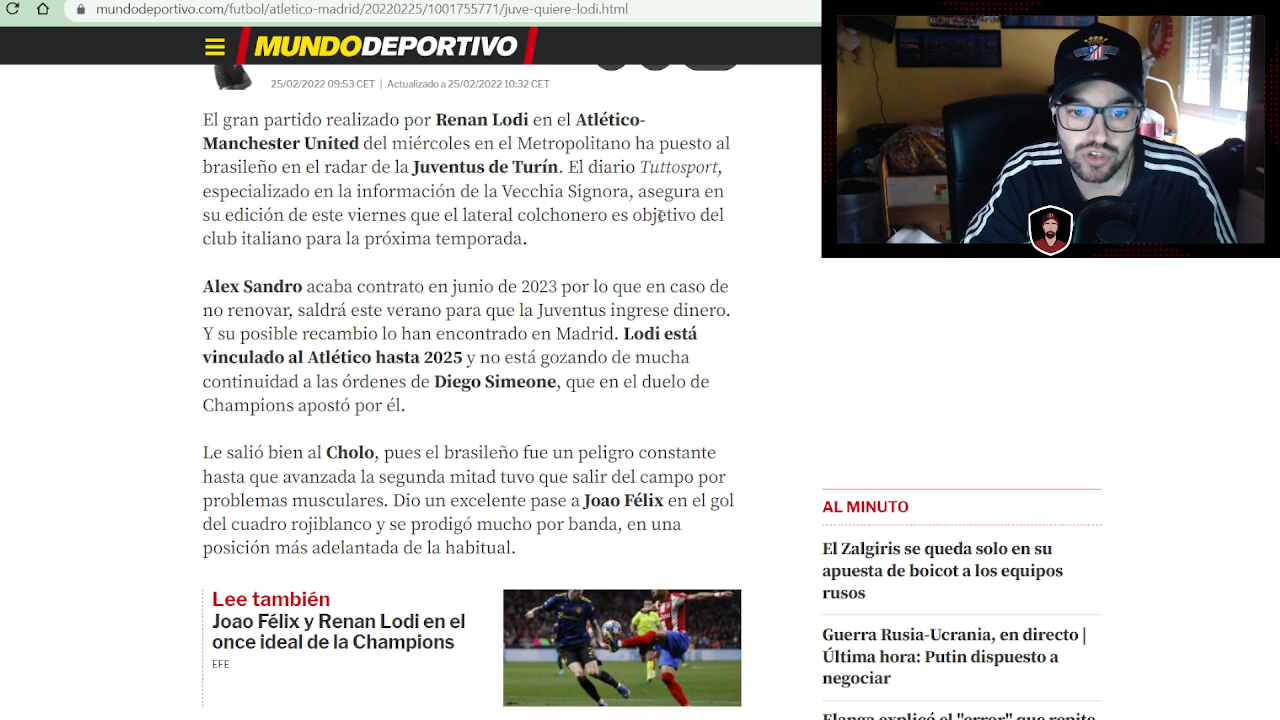 mundodeportivo.com/futbol/atletico-madrid/20220225/1001755771/juve-quiere-lodi.html
MUNDODEPORTIVO
25/02/2022 09:53 CET | Actualizado a 25/02/2022 10:32 CET
El gran partido realizado por Renan Lodi en el Atlético-
Manchester United del miércoles en el Metropolitano ha puesto al
brasileño en el radar de la Juventus de Turín. El diario Tuttosport,
especializado en la información de la Vecchia Signora, asegura en
su edición de este viernes que el lateral colchonero es objetivo del
club italiano para la próxima temporada.
Alex Sandro acaba contrato en junio de 2023 por lo que en caso de
no renovar, saldrá este verano para que la Juventus ingrese dinero.
Y su posible recambio lo han encontrado en Madrid. Lodi está
vinculado al Atlético hasta 2025 y no está gozando de mucha
continuidad a las órdenes de Diego Simeone, que en el duelo de
Champions apostó por él.
Le salió bien al Cholo, pues el brasileño fue un peligro constante
hasta que avanzada la segunda mitad tuvo que salir del campo por
problemas musculares. Dio un excelente pase a Joao Félix en el gol
del cuadro rojiblanco y se prodigó mucho por banda, en una
posición más adelantada de la habitual.
Lee también
Joao Félix y Renan Lodi en el
once ideal de la Champions
EFE
AL MINUTO
El Zalgiris se queda solo en su
apuesta de boicot a los equipos
rusos
Guerra Rusia-Ucrania, en directo |
Última hora: Putin dispuesto a
negociar
Elanga explicó el "error" que repite